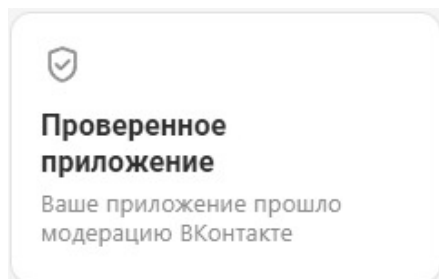 Проверенное
приложение
Ваше приложение прошло
модерацию ВКонтакте